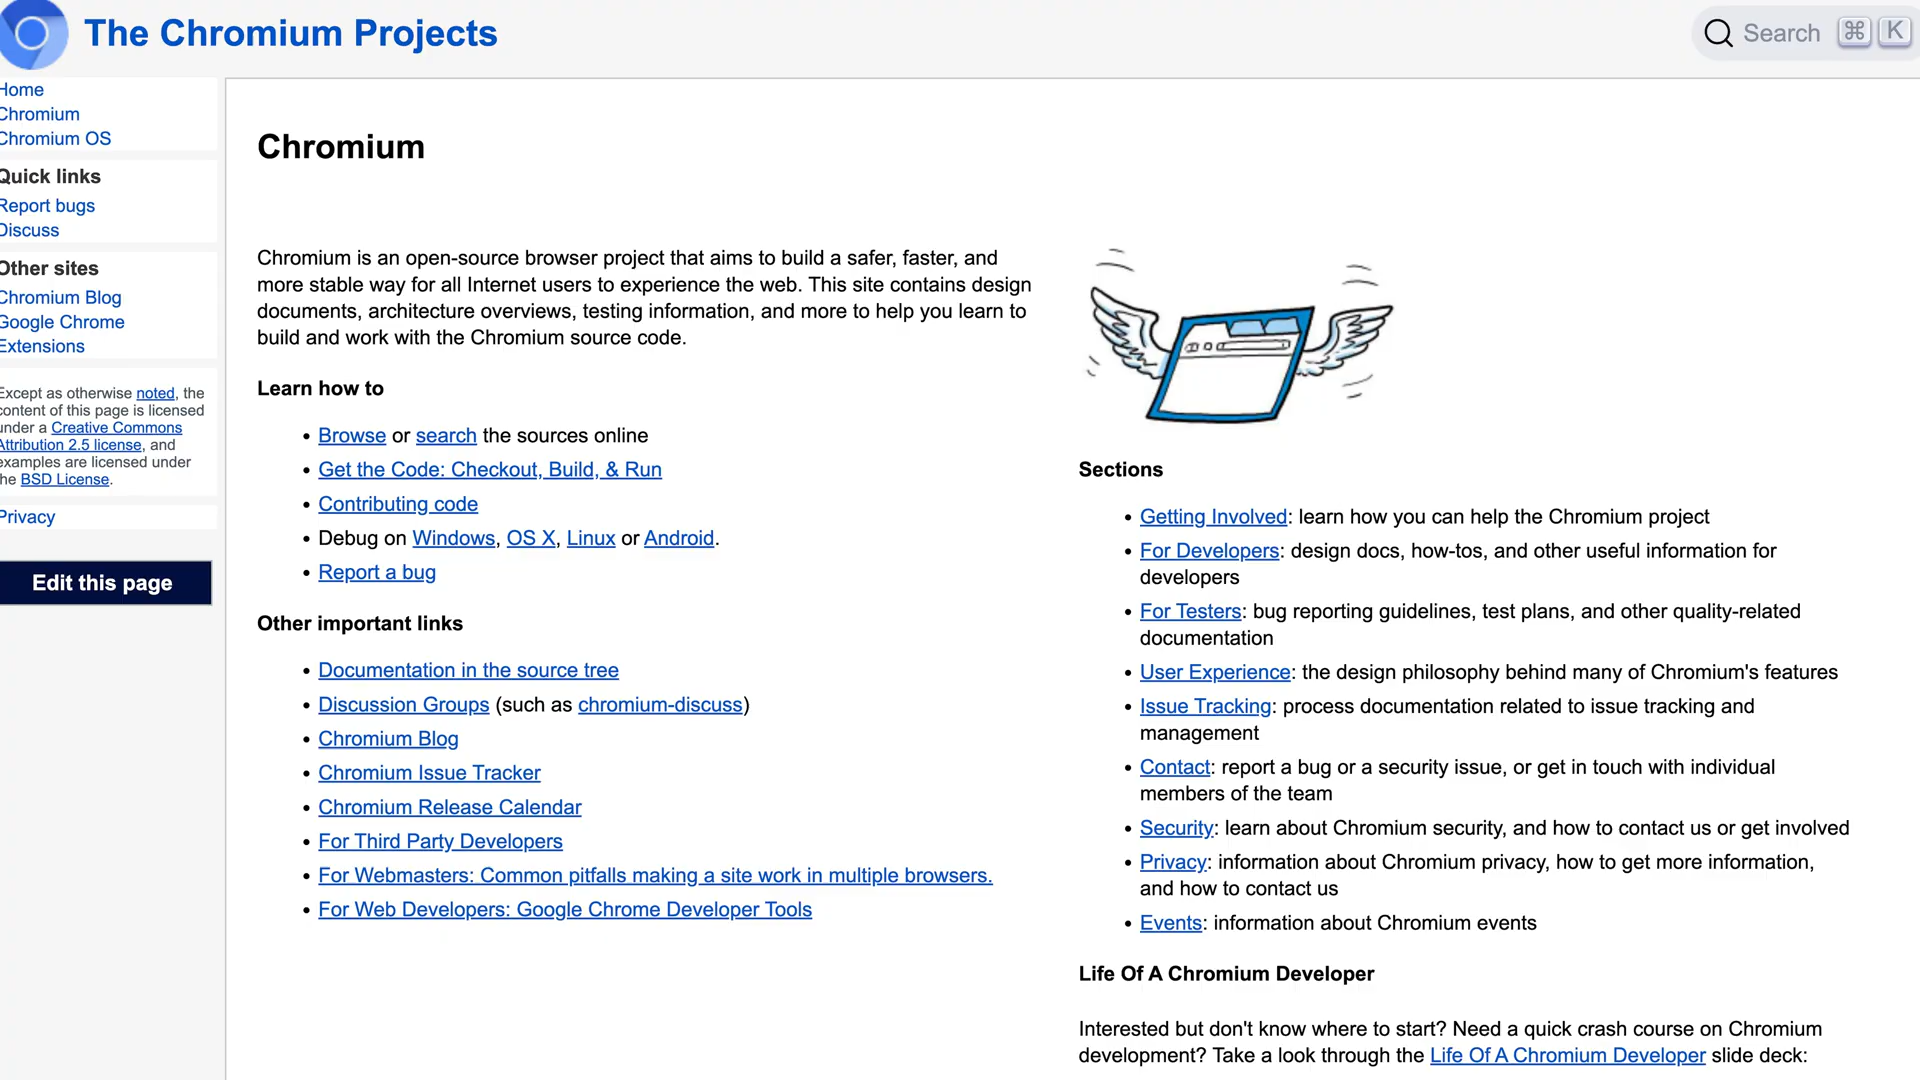 The Chromium Projects
Search ⌘ K
Home
Chromium
Chromium OS
Quick links
Report bugs
Discuss
Other sites
Chromium Blog
Google Chrome
Extensions
Except as otherwise noted, the
content of this page is licensed
under a Creative Commons
Attribution 2.5 license, and
examples are licensed under
the BSD License.
Privacy
Edit this page
Chromium
Chromium is an open-source browser project that aims to build a safer, faster, and
more stable way for all Internet users to experience the web. This site contains design
documents, architecture overviews, testing information, and more to help you learn to
build and work with the Chromium source code.
Learn how to
• Browse or search the sources online
• Get the Code: Checkout, Build, & Run
• Contributing code
• Debug on Windows, OS X, Linux or Android.
• Report a bug
Other important links
• Documentation in the source tree
• Discussion Groups (such as chromium-discuss)
• Chromium Blog
• Chromium Issue Tracker
• Chromium Release Calendar
• For Third Party Developers
• For Webmasters: Common pitfalls making a site work in multiple browsers.
• For Web Developers: Google Chrome Developer Tools
Sections
• Getting Involved: learn how you can help the Chromium project
• For Developers: design docs, how-tos, and other useful information for
developers
• For Testers: bug reporting guidelines, test plans, and other quality-related
documentation
• User Experience: the design philosophy behind many of Chromium's features
• Issue Tracking: process documentation related to issue tracking and
management
• Contact: report a bug or a security issue, or get in touch with individual
members of the team
• Security: learn about Chromium security, and how to contact us or get involved
• Privacy: information about Chromium privacy, how to get more information,
and how to contact us
• Events: information about Chromium events
Life Of A Chromium Developer
Interested but don't know where to start? Need a quick crash course on Chromium
development? Take a look through the Life Of A Chromium Developer slide deck: